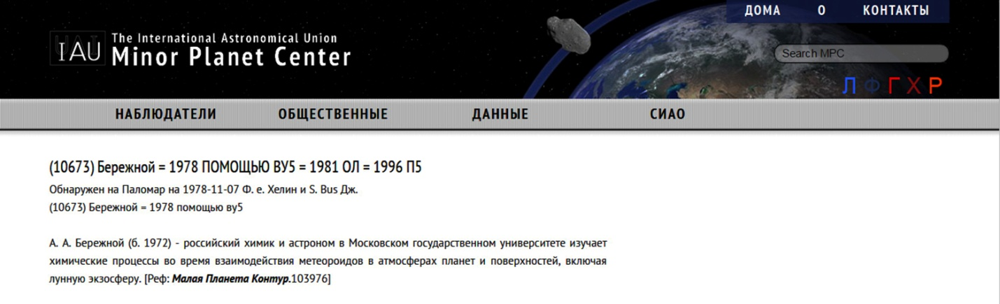 ДОМА О КОНТАКТЫ
The International Astronomical Union
IAU Minor Planet Center
Search MPC
Л Ф Г Х Р
НАБЛЮДАТЕЛИ ОБЩЕСТВЕННЫЕ ДАННЫЕ СИАО
(10673) Бережной = 1978 ПОМОЩЬЮ ВУ5 = 1981 ОЛ = 1996 П5
Обнаружен на Паломар на 1978-11-07 Ф. е. Хелин и S. Bus Дж.
(10673) Бережной = 1978 помощью ву5
А. А. Бережной (б. 1972) - российский химик и астроном в Московском государственном университете изучает
химические процессы во время взаимодействия метеороидов в атмосферах планет и поверхностей, включая
лунную экзосферу. [Реф: Малая Планета Контур.103976]